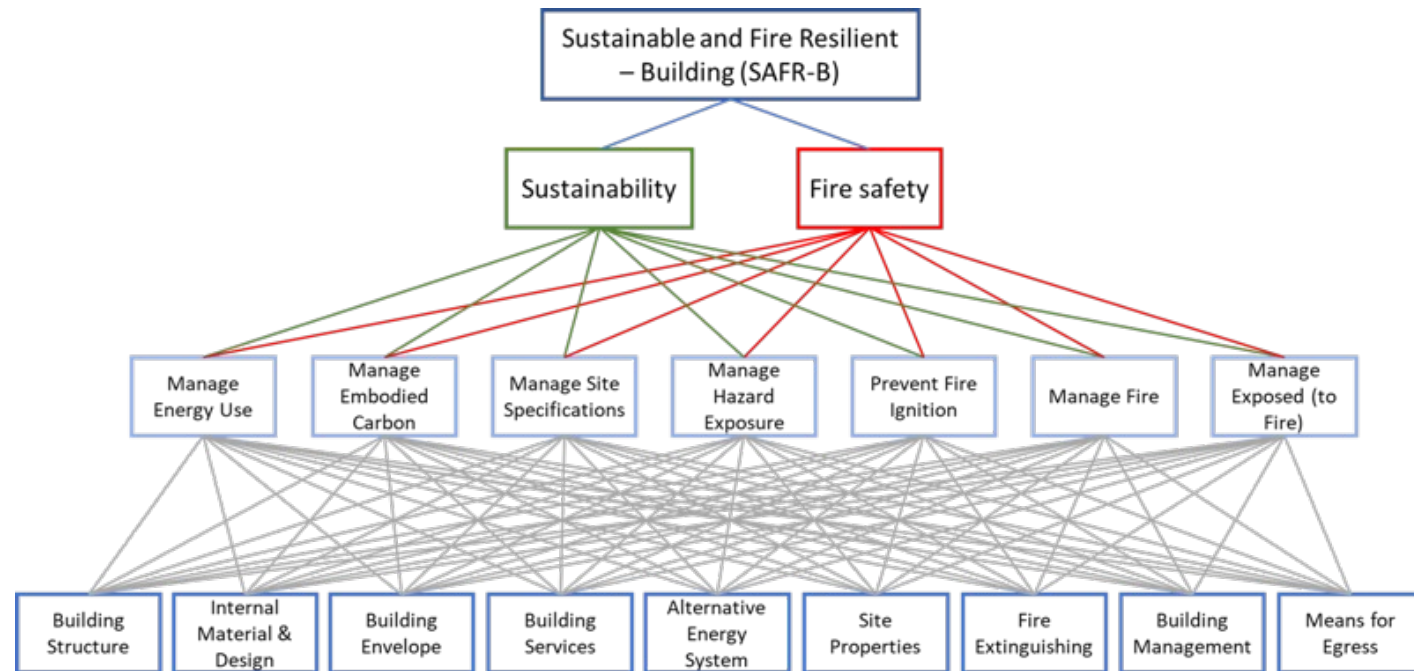 Sustainable and Fire Resilient
– Building (SAFR-B)
Sustainability
Fire safety
Manage
Energy Use
Manage
Embodied
Carbon
Manage Site
Specifications
Manage
Hazard
Exposure
Prevent Fire
Ignition
Manage Fire
Manage
Exposed (to
Fire)
Building
Structure
Internal
Material &
Design
Building
Envelope
Building
Services
Alternative
Energy
System
Site
Properties
Fire
Extinguishing
Building
Management
Means for
Egress